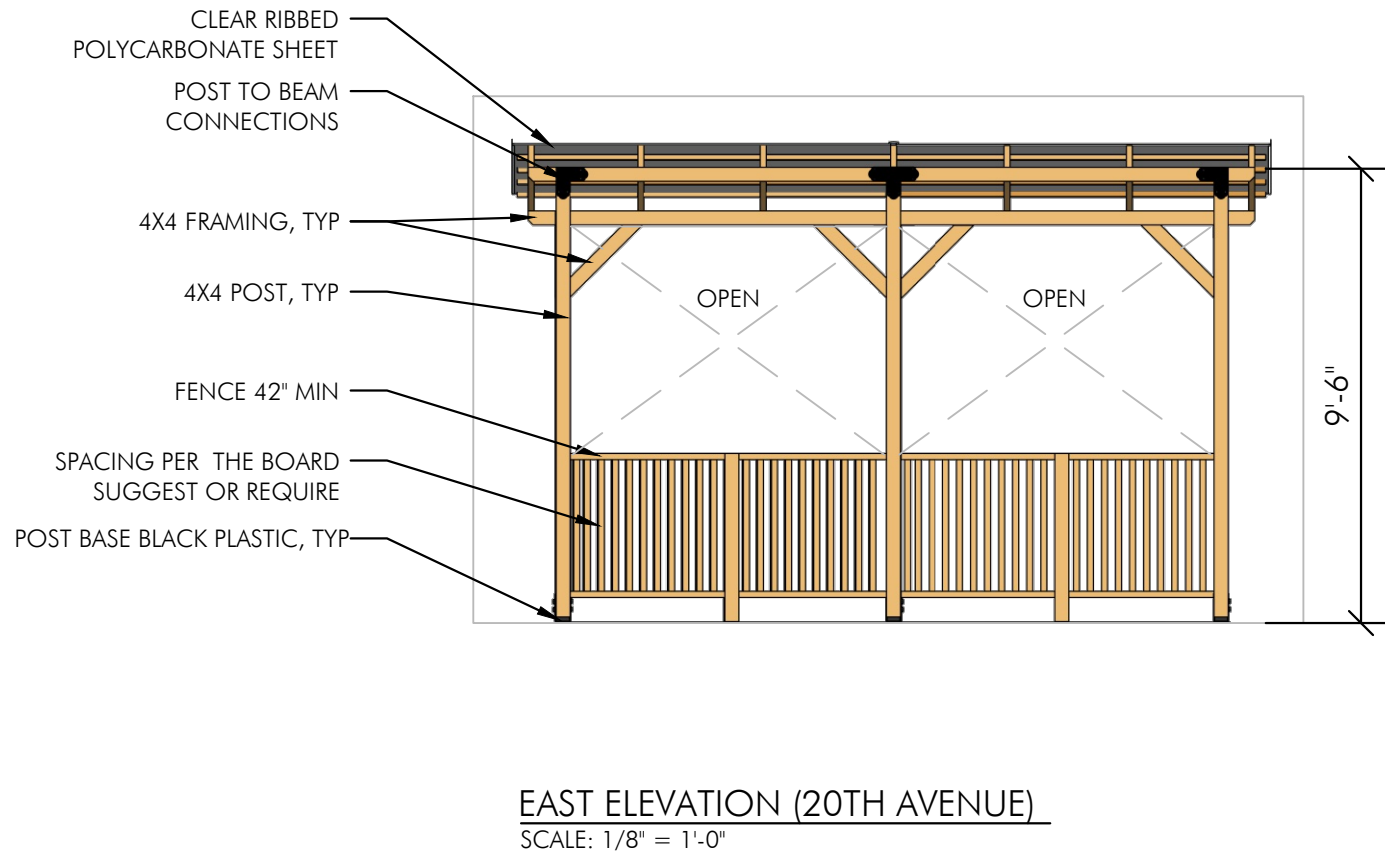 CLEAR RIBBED
POLYCARBONATE SHEET
POST TO BEAM
CONNECTIONS
4X4 FRAMING, TYP
4X4 POST, TYP
OPEN
OPEN
FENCE 42" MIN
9'-6"
SPACING PER THE BOARD
SUGGEST OR REQUIRE
POST BASE BLACK PLASTIC, TYP
EAST ELEVATION (20TH AVENUE)
SCALE: 1/8" = 1'-0"